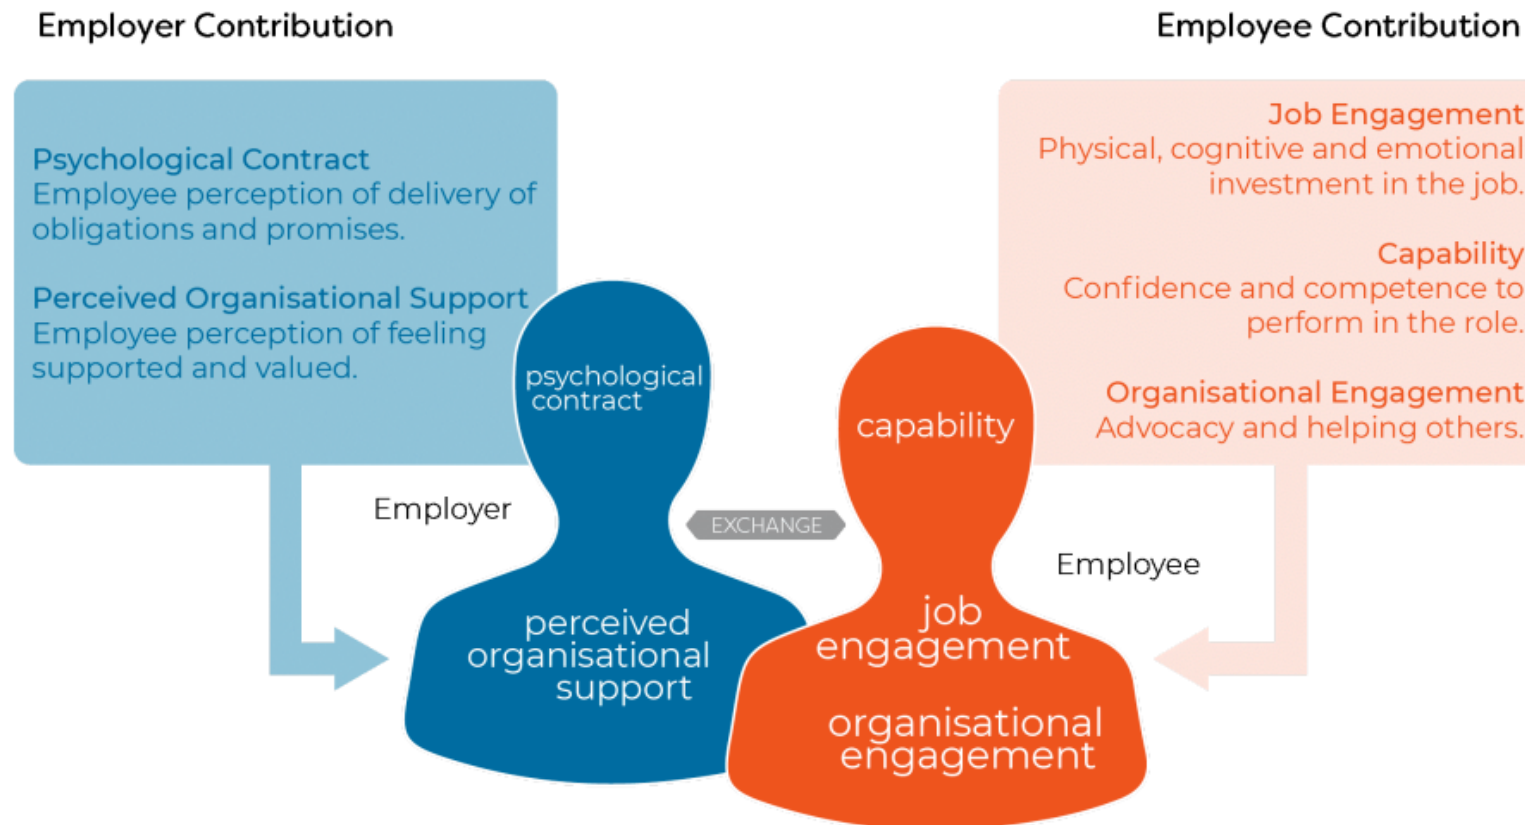 Employer Contribution
Employee Contribution
Psychological Contract
Employee perception of delivery of
obligations and promises.
Perceived Organisational Support
Employee perception of feeling
supported and valued.
Job Engagement
Physical, cognitive and emotional
investment in the job.
Capability
Confidence and competence to
perform in the role.
Organisational Engagement
Advocacy and helping others.
psychological
contract
capability
Employer
EXCHANGE
Employee
perceived
organisational
support
job
engagement
organisational
engagement